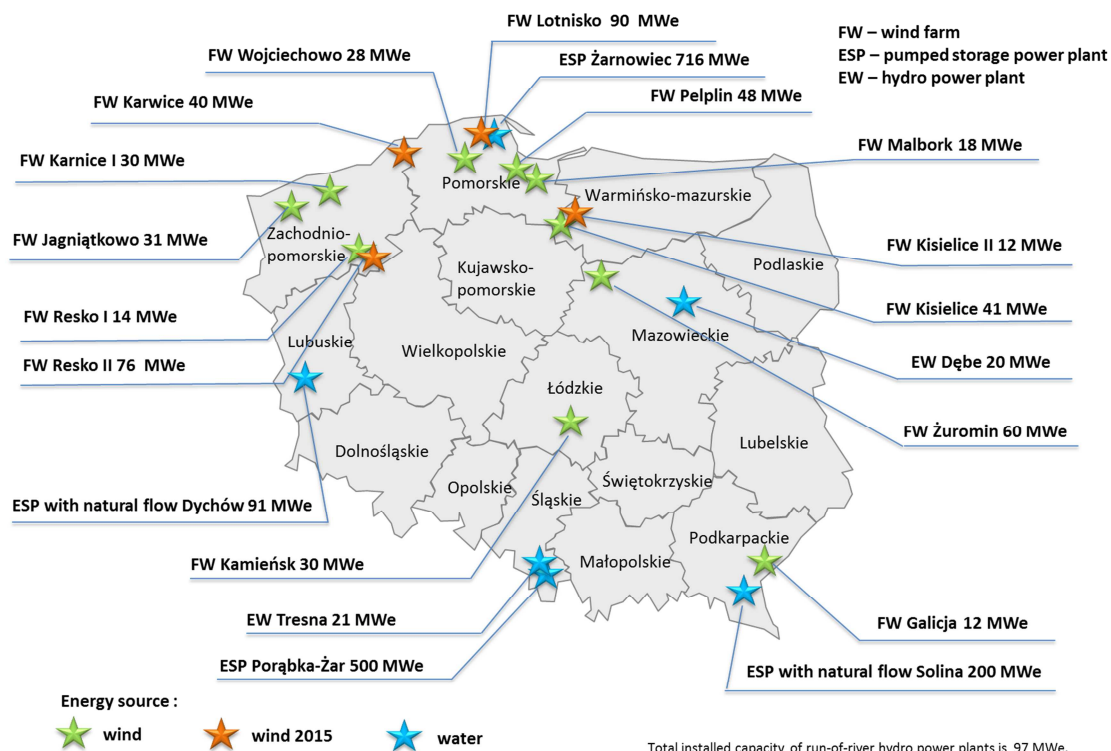 FW Lotnisko 90 MWe
FW – wind farm
ESP – pumped storage power plant
EW – hydro power plant
FW Wojciechowo 28 MWe
ESP Żarnowiec 716 MWe
FW Karwice 40 MWe
FW Pelplin 48 MWe
FW Karnice I 30 MWe
FW Malbork 18 MWe
Pomorskie
Warmińsko-mazurskie
FW Jagniątkowo 31 MWe
Zachodnio-
pomorskie
FW Kisielice II 12 MWe
Kujawsko-
pomorskie
Podlaskie
FW Resko I 14 MWe
FW Kisielice 41 MWe
Lubuskie
Mazowieckie
Wielkopolskie
FW Resko II 76 MWe
EW Dębe 20 MWe
Łódzkie
FW Żuromin 60 MWe
Dolnośląskie
Lubelskie
Opolskie
Śląskie
Świętokrzyskie
ESP with natural flow Dychów 91 MWe
Podkarpackie
FW Kamieńsk 30 MWe
Małopolskie
EW Tresna 21 MWe
FW Galicja 12 MWe
ESP Porąbka-Żar 500 MWe
ESP with natural flow Solina 200 MWe
Energy source :
wind
wind 2015
water
Total installed capacity of run-of-river hydro power plants is 97 MWe.